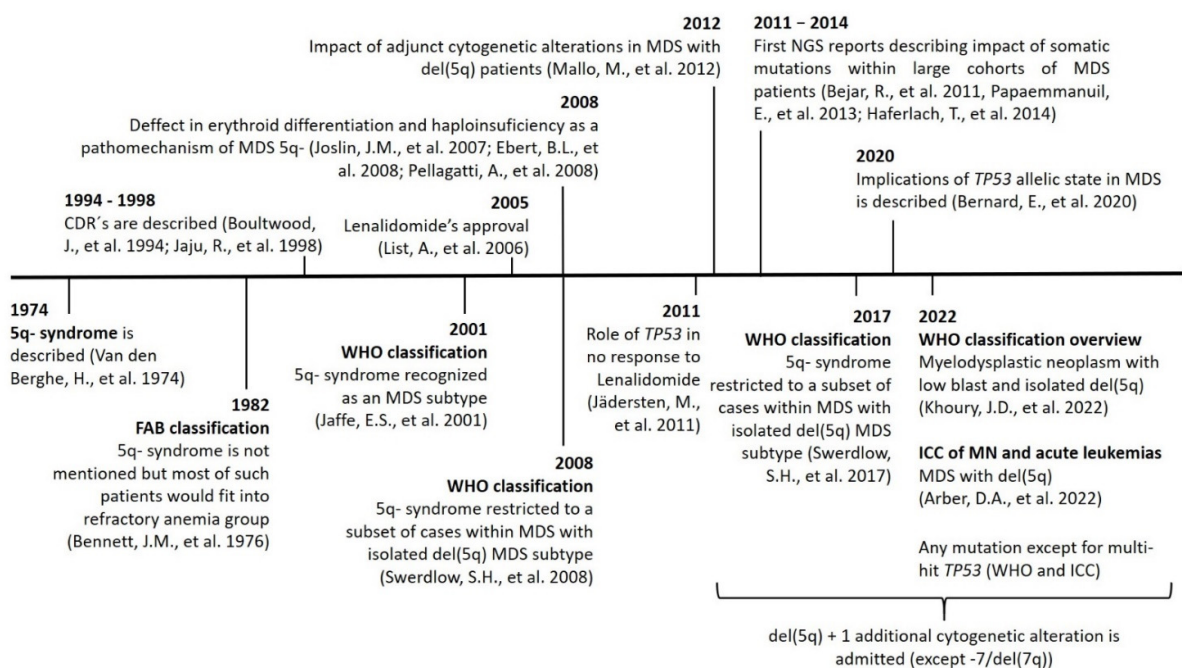 2012
Impact of adjunct cytogenetic alterations in MDS with
del(5q) patients (Mallo, M., et al. 2012)
2011 – 2014
First NGS reports describing impact of somatic
mutations within large cohorts of MDS
patients (Bejar, R., et al. 2011, Papaemmanuil,
E., et al. 2013; Haferlach, T., et al. 2014)
2008
Deffect in erythroid differentiation and haploinsuficiency as a
pathomechanism of MDS 5q- (Joslin, J.M., et al. 2007; Ebert, B.L., et
al. 2008; Pellagatti, A., et al. 2008)
2020
Implications of TP53 allelic state in MDS
is described (Bernard, E., et al. 2020)
1994 - 1998
CDR´s are described (Boultwood,
J., et al. 1994; Jaju, R., et al. 1998)
2005
Lenalidomide’s approval
(List, A., et al. 2006)
1974
5q- syndrome is
described (Van den
Berghe, H., et al. 1974)
1982
FAB classification
5q- syndrome is not
mentioned but most of such
patients would fit into
refractory anemia group
(Bennett, J.M., et al. 1976)
2001
WHO classification
5q- syndrome recognized
as an MDS subtype
(Jaffe, E.S., et al. 2001)
2008
WHO classification
5q- syndrome restricted to a
subset of cases within MDS with
isolated del(5q) MDS subtype
(Swerdlow, S.H., et al. 2008)
2011
Role of TP53 in
no response to
Lenalidomide
(Jädersten, M.,
et al. 2011)
2017
WHO classification
5q- syndrome
restricted to a subset of
cases within MDS with
isolated del(5q) MDS
subtype (Swerdlow,
S.H., et al. 2017)
2022
WHO classification overview
Myelodysplastic neoplasm with
low blast and isolated del(5q)
(Khoury, J.D., et al. 2022)
ICC of MN and acute leukemias
MDS with del(5q)
(Arber, D.A., et al. 2022)
Any mutation except for multi-
hit TP53 (WHO and ICC)
del(5q) + 1 additional cytogenetic alteration is
admitted (except -7/del(7q))